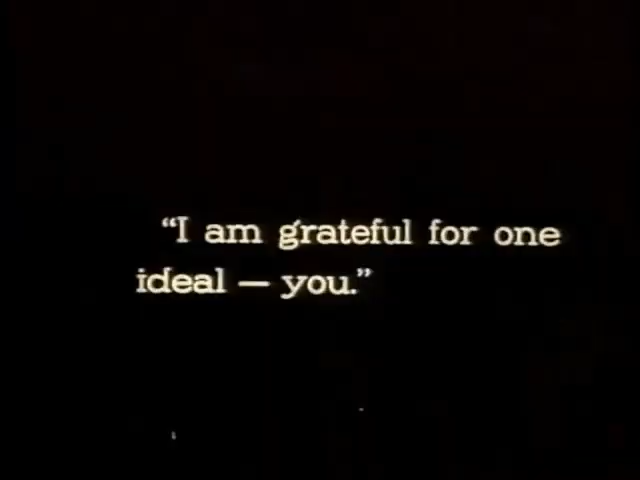 “I am grateful for one
ideal — you.”